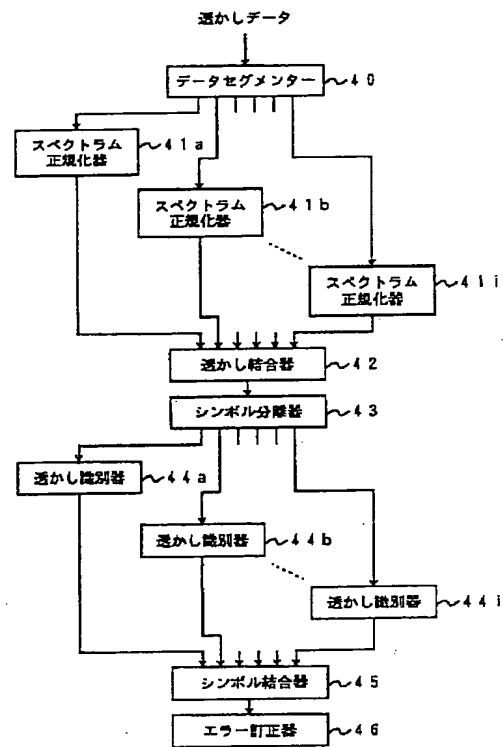 透かしデータ
データセグメンター 40
スペクトラム
正規化器 41a
スペクトラム
正規化器 41b
スペクトラム
正規化器 41i
透かし結合器 42
シンボル分離器 43
透かし識別器 44a
透かし識別器 44b
透かし識別器 44i
シンボル結合器 45
エラー訂正器 46